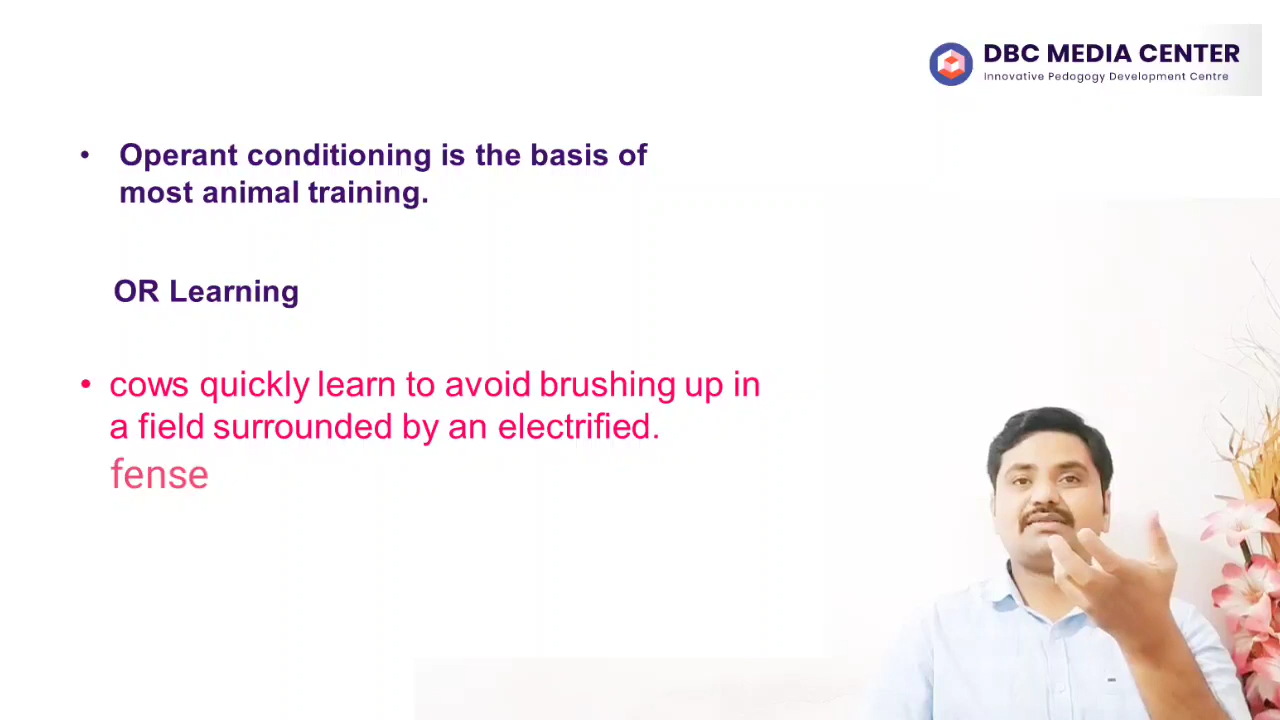 DBC MEDIA CENTER
Innovative Pedogogy Development Centre
• Operant conditioning is the basis of
most animal training.
OR Learning
• cows quickly learn to avoid brushing up in
a field surrounded by an electrified.
fense